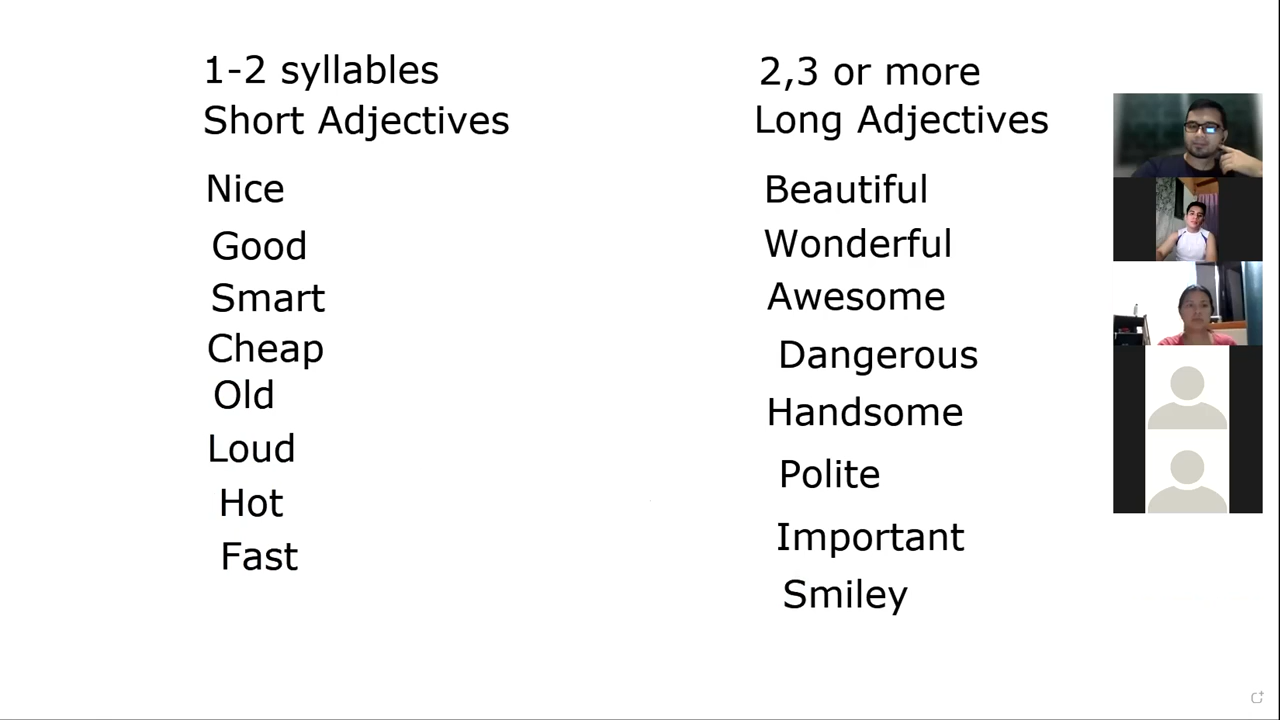 1-2 syllables
Short Adjectives
Nice
Good
Smart
Cheap
Old
Loud
Hot
Fast
2,3 or more
Long Adjectives
Beautiful
Wonderful
Awesome
Dangerous
Handsome
Polite
Important
Smiley